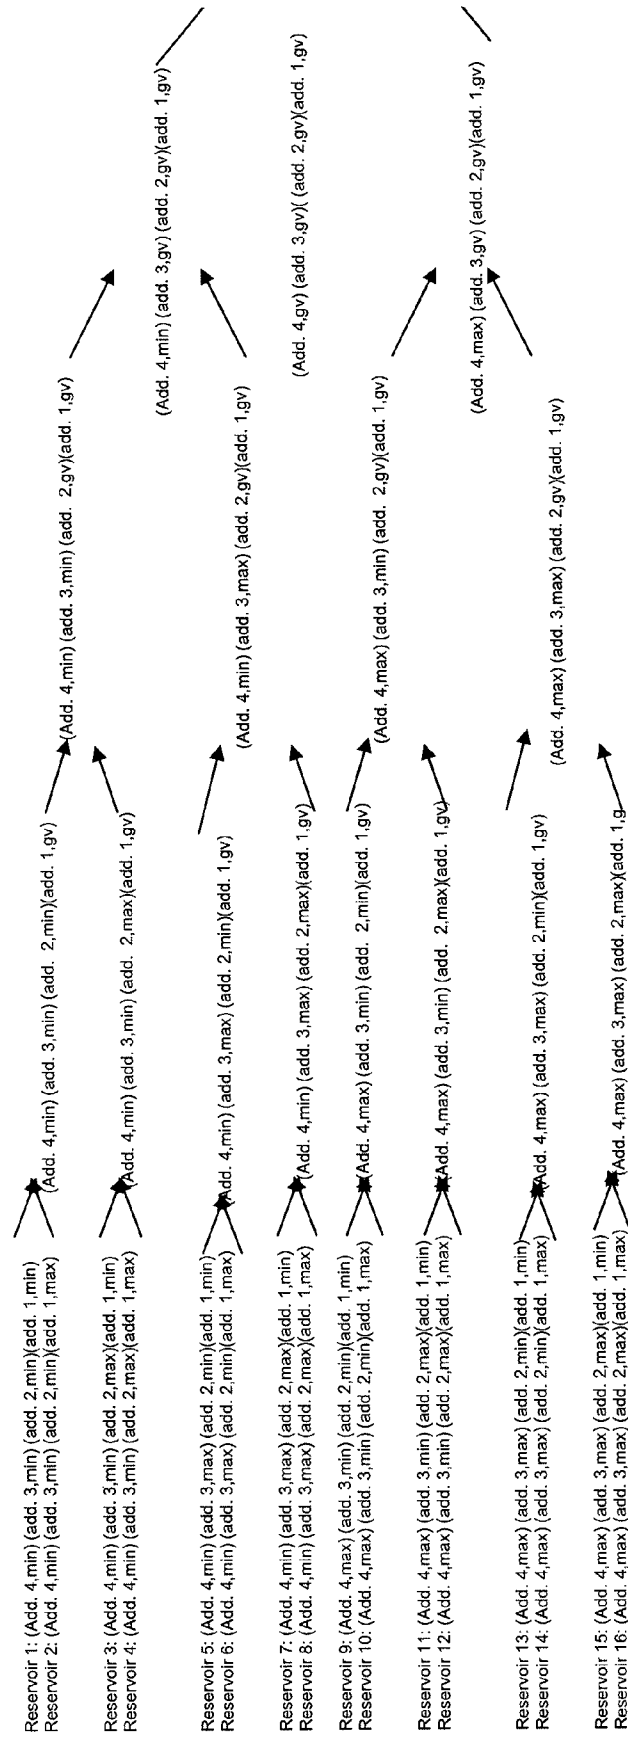 Reservoir 1: (Add. 4,min) (add. 3,min) (add. 2,min)(add. 1,min)
Reservoir 2: (Add. 4,min) (add. 3,min) (add. 2,min)(add. 1,max)
Reservoir 3: (Add. 4,min) (add. 3,min) (add. 2,max)(add. 1,min)
Reservoir 4: (Add. 4,min) (add. 3,min) (add. 2,max)(add. 1,max)
Reservoir 5: (Add. 4,min) (add. 3,max) (add. 2,min)(add. 1,min)
Reservoir 6: (Add. 4,min) (add. 3,max) (add. 2,min)(add. 1,max)
Reservoir 7: (Add. 4,min) (add. 3,max) (add. 2,max)(add. 1,min)
Reservoir 8: (Add. 4,min) (add. 3,max) (add. 2,max)(add. 1,max)
Reservoir 9: (Add. 4,max) (add. 3,min) (add. 2,min)(add. 1,min)
Reservoir 10: (Add. 4,max) (add. 3,min) (add. 2,min)(add. 1,max)
Reservoir 11: (Add. 4,max) (add. 3,min) (add. 2,max)(add. 1,min)
Reservoir 12: (Add. 4,max) (add. 3,min) (add. 2,max)(add. 1,max)
Reservoir 13: (Add. 4,max) (add. 3,max) (add. 2,min)(add. 1,min)
Reservoir 14: (Add. 4,max) (add. 3,max) (add. 2,min)(add. 1,max)
Reservoir 15: (Add. 4,max) (add. 3,max) (add. 2,max)(add. 1,min)
Reservoir 16: (Add. 4,max) (add. 3,max) (add. 2,max)(add. 1,max)
(Add. 4,min) (add. 3,min) (add. 2,min)(add. 1,gv)
(Add. 4,min) (add. 3,min) (add. 2,max)(add. 1,gv)
(Add. 4,min) (add. 3,max) (add. 2,min)(add. 1,gv)
(Add. 4,min) (add. 3,max) (add. 2,max)(add. 1,gv)
(Add. 4,max) (add. 3,min) (add. 2,min)(add. 1,gv)
(Add. 4,max) (add. 3,min) (add. 2,max)(add. 1,gv)
(Add. 4,max) (add. 3,max) (add. 2,min)(add. 1,gv)
(Add. 4,max) (add. 3,max) (add. 2,max)(add. 1,g
(Add. 4,min) (add. 3,min) (add. 2,gv)(add. 1,gv)
(Add. 4,min) (add. 3,max) (add. 2,gv)(add. 1,gv)
(Add. 4,max) (add. 3,min) (add. 2,gv)(add. 1,gv)
(Add. 4,max) (add. 3,max) (add. 2,gv)(add. 1,gv)
(Add. 4,min) (add. 3,gv) (add. 2,gv)(add. 1,gv)
(Add. 4,gv) (add. 3,gv)( (add. 2,gv)(add. 1,gv)
(Add. 4,max) (add. 3,gv) (add. 2,gv)(add. 1,gv)